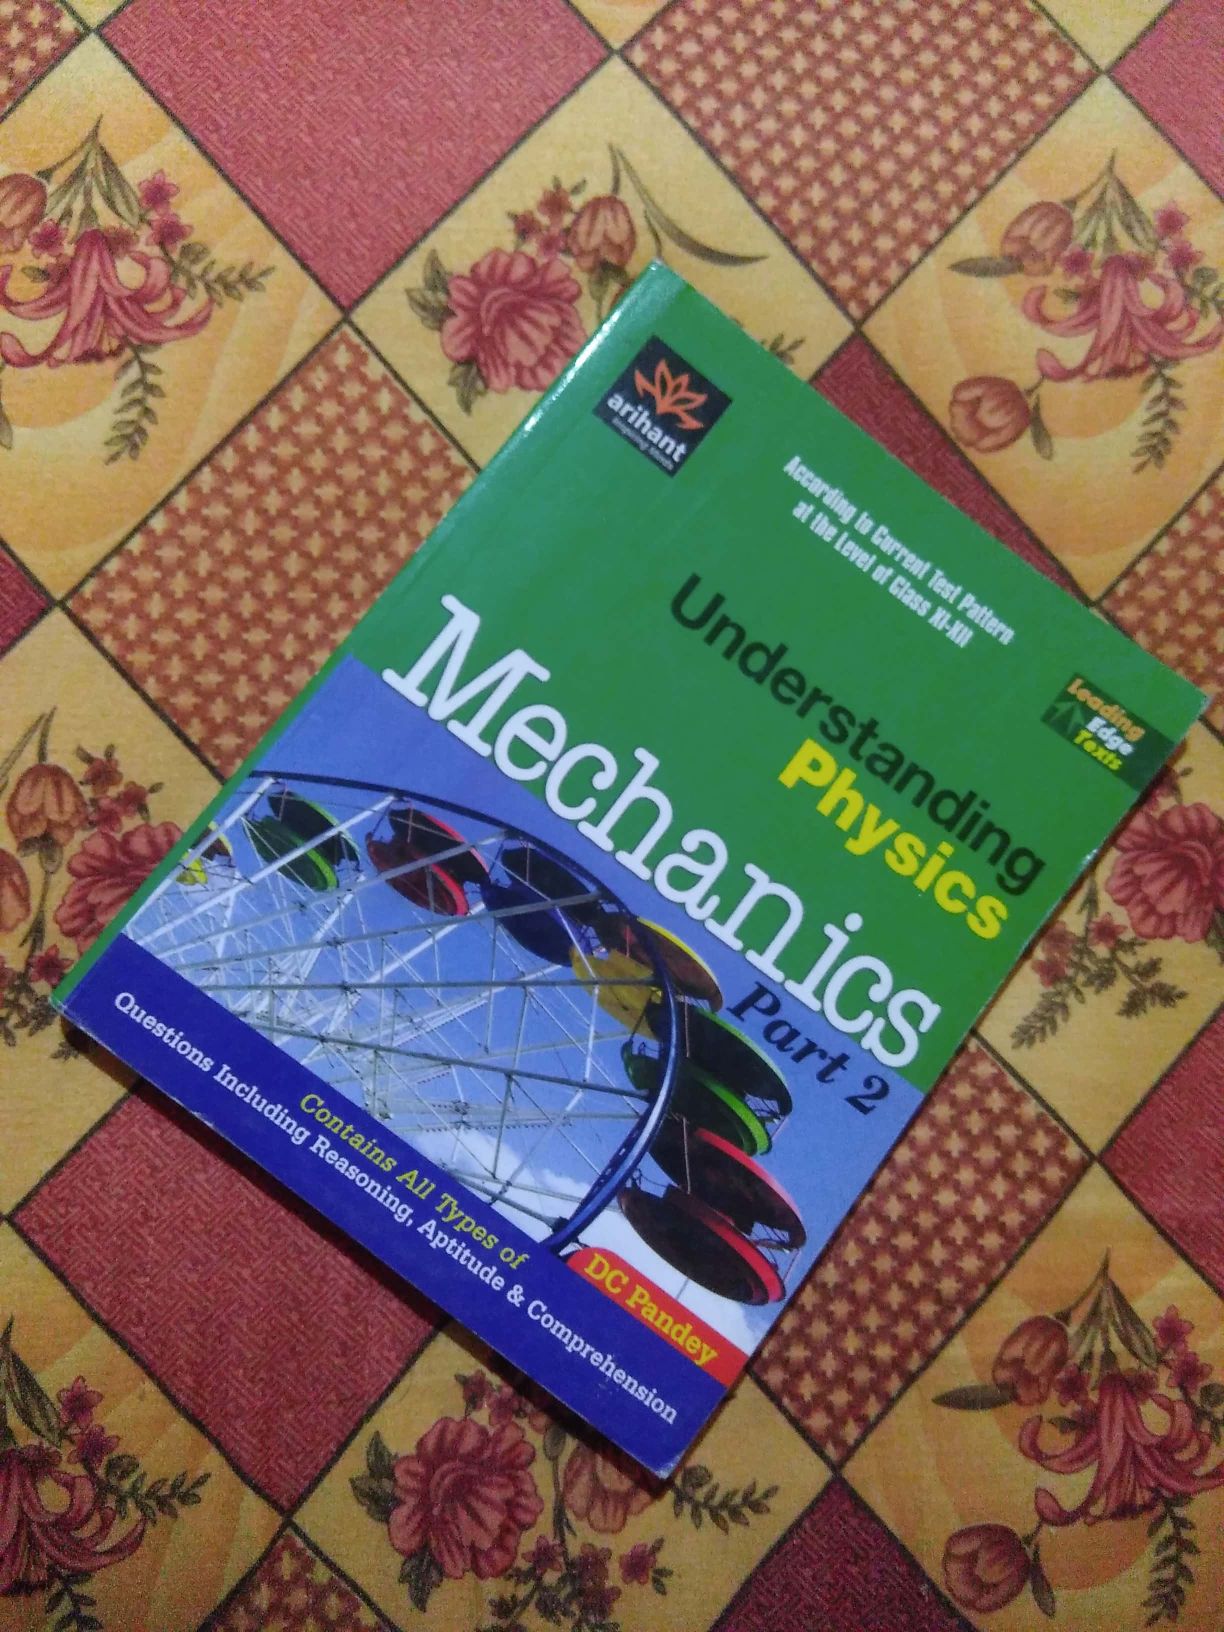 arihant
According to Current Test Pattern
at the Level of Class XI-XII
Leading
Edge
Texts
Understanding
Physics
Mechanics
Part 2
DC Pandey
Contains All Types of
Questions Including Reasoning, Aptitude & Comprehension